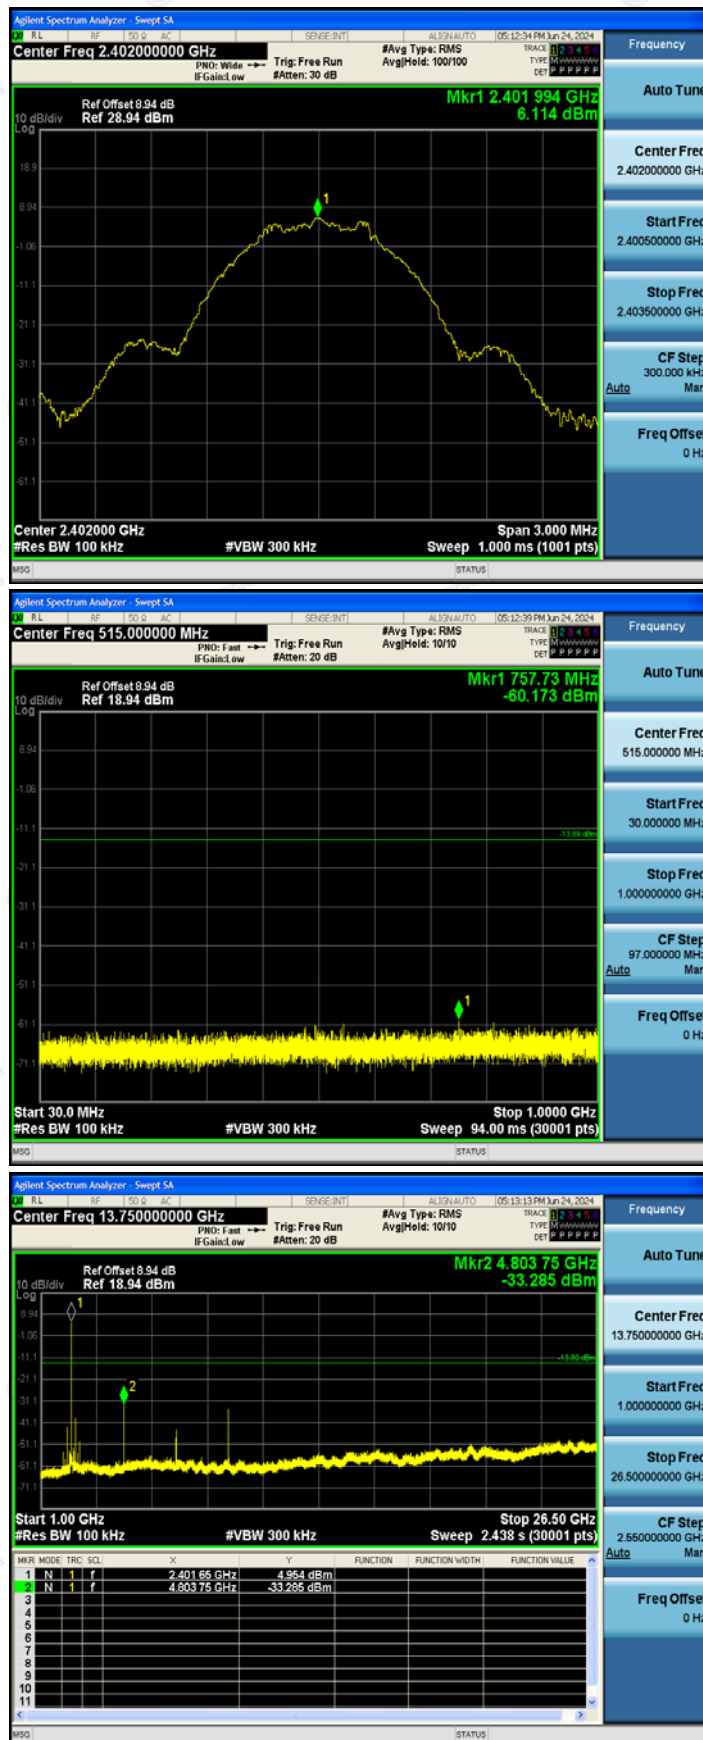 Agilent Spectrum Analyzer - Swept SA
RL RF 50 Ω AC SENSE:INT ALIGN AUTO 05:12:34 PM Jun 24, 2024
Center Freq 2.402000000 GHz #Avg Type: RMS TRACE 1 2 3 4 5 6
PNO: Wide Trig: Free Run Avg|Hold: 100/100 TYPE M
IFGain:Low #Atten: 30 dB DET P P P P P P
Frequency
Auto Tune
Ref Offset 8.94 dB Mkr1 2.401 994 GHz
10 dB/div Ref 28.94 dBm 6.114 dBm
Log
18.9
8.94
-1.06
-11.1
-21.1
-31.1
-41.1
-51.1
-61.1
1
Center Freq
2.402000000 GHz
Start Freq
2.400500000 GHz
Stop Freq
2.403500000 GHz
CF Step
300.000 kHz
Auto Man
Freq Offset
0 Hz
Center 2.402000 GHz Span 3.000 MHz
#Res BW 100 kHz #VBW 300 kHz Sweep 1.000 ms (1001 pts)
MSG STATUS
Agilent Spectrum Analyzer - Swept SA
RL RF 50 Ω AC SENSE:INT ALIGN AUTO 05:12:39 PM Jun 24, 2024
Center Freq 515.000000 MHz #Avg Type: RMS TRACE 1 2 3 4 5 6
PNO: Fast Trig: Free Run Avg|Hold: 10/10 TYPE M
IFGain:Low #Atten: 20 dB DET P P P P P P
Frequency
Auto Tune
Ref Offset 8.94 dB Mkr1 757.73 MHz
10 dB/div Ref 18.94 dBm -60.173 dBm
Log
8.94
-1.06
-11.1
-21.1
-31.1
-41.1
-51.1
-61.1
-71.1
-13.89 dBm
1
Center Freq
515.000000 MHz
Start Freq
30.000000 MHz
Stop Freq
1.000000000 GHz
CF Step
97.000000 MHz
Auto Man
Freq Offset
0 Hz
Start 30.0 MHz Stop 1.0000 GHz
#Res BW 100 kHz #VBW 300 kHz Sweep 94.00 ms (30001 pts)
MSG STATUS
Agilent Spectrum Analyzer - Swept SA
RL RF 50 Ω AC SENSE:INT ALIGN AUTO 05:13:13 PM Jun 24, 2024
Center Freq 13.750000000 GHz #Avg Type: RMS TRACE 1 2 3 4 5 6
PNO: Fast Trig: Free Run Avg|Hold: 10/10 TYPE M
IFGain:Low #Atten: 20 dB DET P P P P P P
Frequency
Auto Tune
Ref Offset 8.94 dB Mkr2 4.803 75 GHz
10 dB/div Ref 18.94 dBm -33.285 dBm
Log
8.94
-1.06
-11.1
-21.1
-31.1
-41.1
-51.1
-61.1
-71.1
1
2
Center Freq
13.750000000 GHz
Start Freq
1.000000000 GHz
Stop Freq
26.500000000 GHz
CF Step
2.550000000 GHz
Auto Man
Freq Offset
0 Hz
Start 1.00 GHz Stop 26.50 GHz
#Res BW 100 kHz #VBW 300 kHz Sweep 2.438 s (30001 pts)
MKR MODE TRC SCL X Y FUNCTION FUNCTION WIDTH FUNCTION VALUE
1 N 1 f 2.401 65 GHz 4.954 dBm
2 N 1 f 4.803 75 GHz -33.285 dBm
3
4
5
6
7
8
9
10
11
MSG STATUS